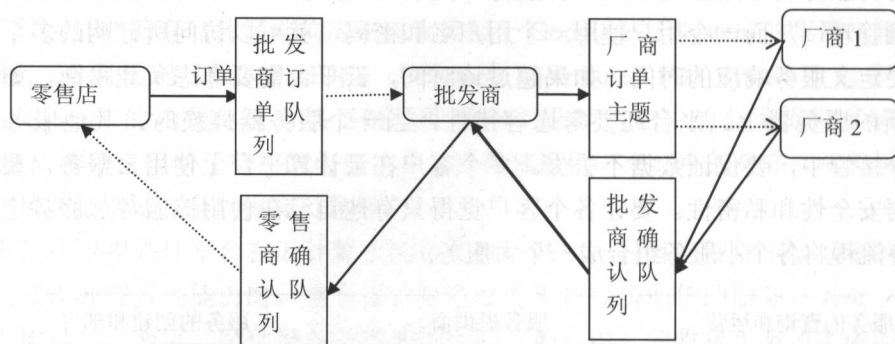 零售店
订单
批 发
商 订
单 队
列
批发商
厂 商
订 单
主题
厂商 1
厂商 2
零 售
商 确
认 队
列
批 发
商 确
认 队
列